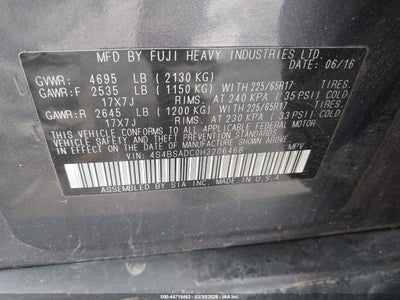 MFD BY FUJI HEAVY INDUSTRIES LTD.
DATE: 06/16
GVWR: 4695 LB (2130 KG)
GAWR:F 2535 LB (1150 KG) WITH 225/65R17 TIRES.
17X7J RIMS. AT 240 KPA (35 PSI) COLD
GAWR:R 2645 LB (1200 KG) WITH 225/65R17 TIRES.
17X7J RIMS. AT 230 KPA (33 PSI) COLD
THIS VEHICLE CONFORMS TO ALL APPLICABLE FEDERAL MOTOR
VEHICLE SAFETY, BUMPER, AND THEFT PREVENTION STANDARDS
IN EFFECT ON THE DATE OF MANUFACTURE SHOWN ABOVE.
VIN: 4S4BSADC0H3206468 MPV
ASSEMBLED BY SIA INC. IN U.S.A.